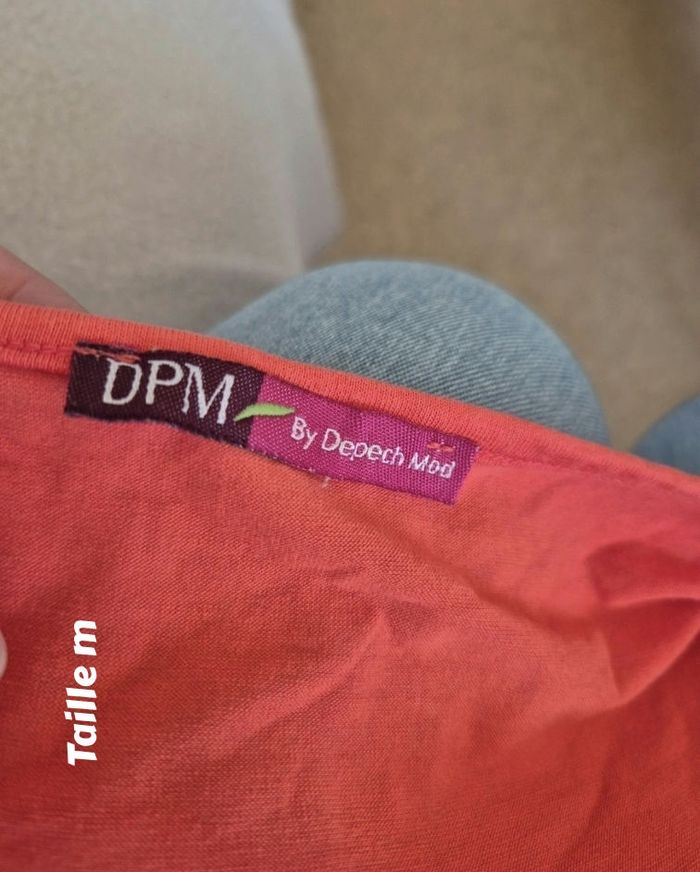 DPM
By Depech Mod
Taille m